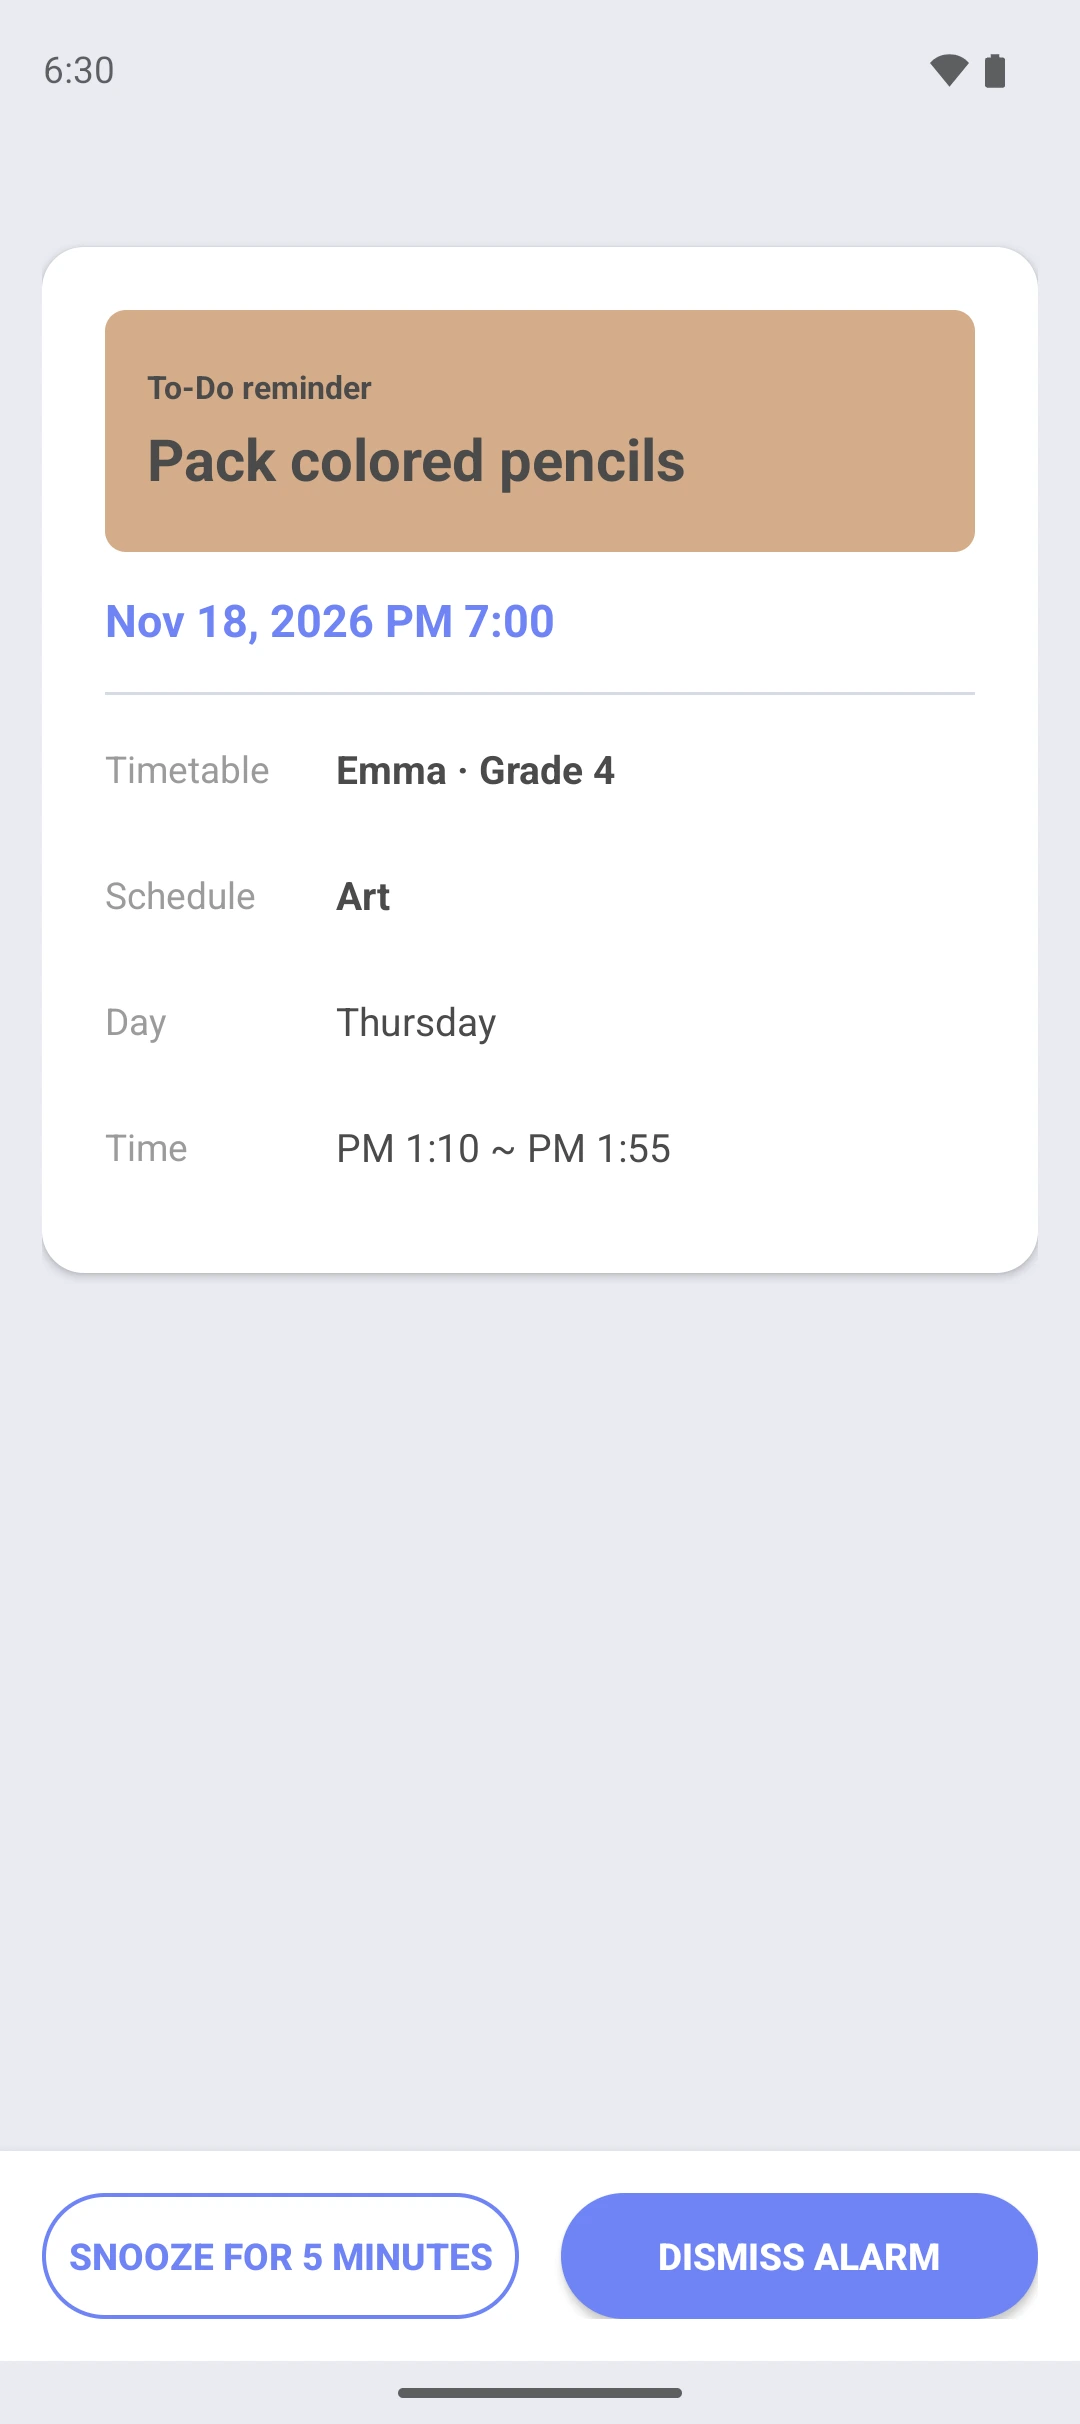 6:30
To-Do reminder
Pack colored pencils
Nov 18, 2026 PM 7:00
Timetable Emma · Grade 4
Schedule Art
Day Thursday
Time PM 1:10 ~ PM 1:55
SNOOZE FOR 5 MINUTES DISMISS ALARM